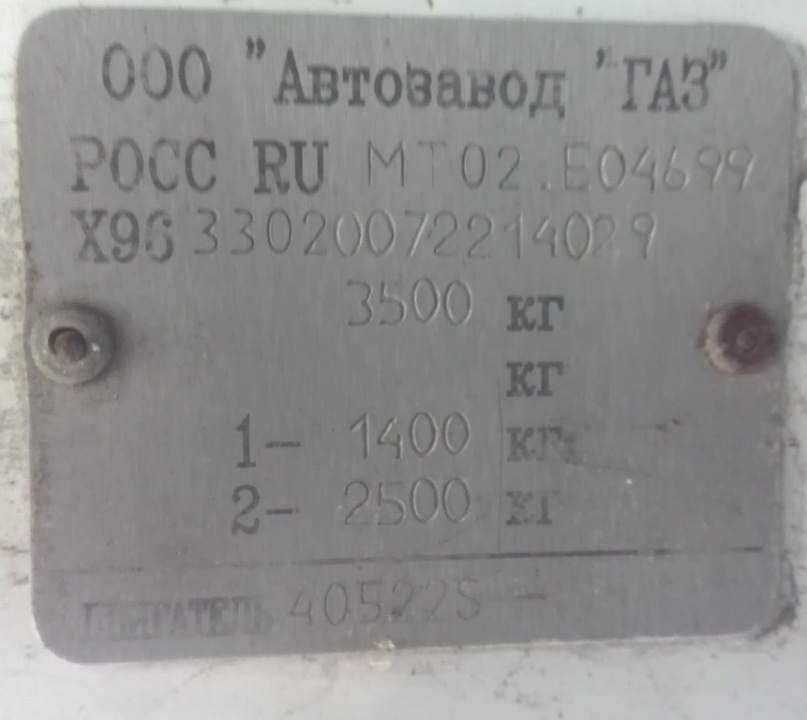 ООО "Автозавод "ГАЗ"
РОСС RU МТ02.Е04699
X9633020072214029
3500 кг
кг
1- 1400 кг
2- 2500 кг
ДВИГАТЕЛЬ 40522S —